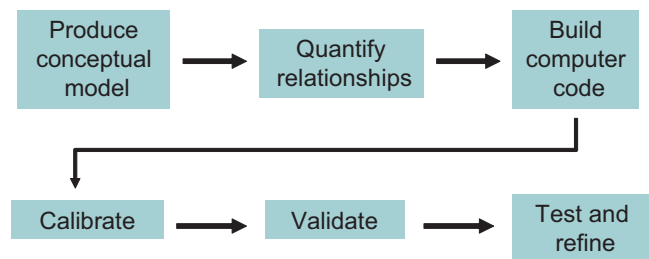 Produce
conceptual
model
Quantify
relationships
Build
computer
code
Calibrate
Validate
Test and
refine